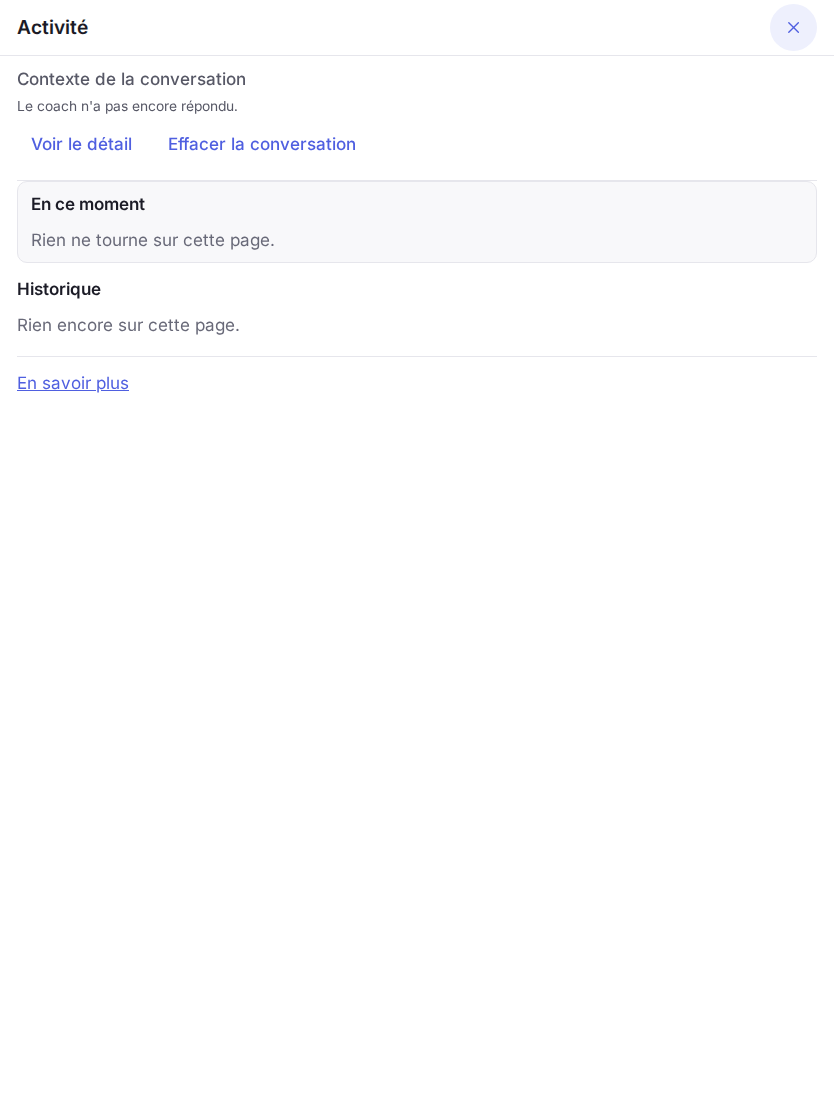 Activité
Contexte de la conversation
Le coach n'a pas encore répondu.
Voir le détail
Effacer la conversation
En ce moment
Rien ne tourne sur cette page.
Historique
Rien encore sur cette page.
En savoir plus